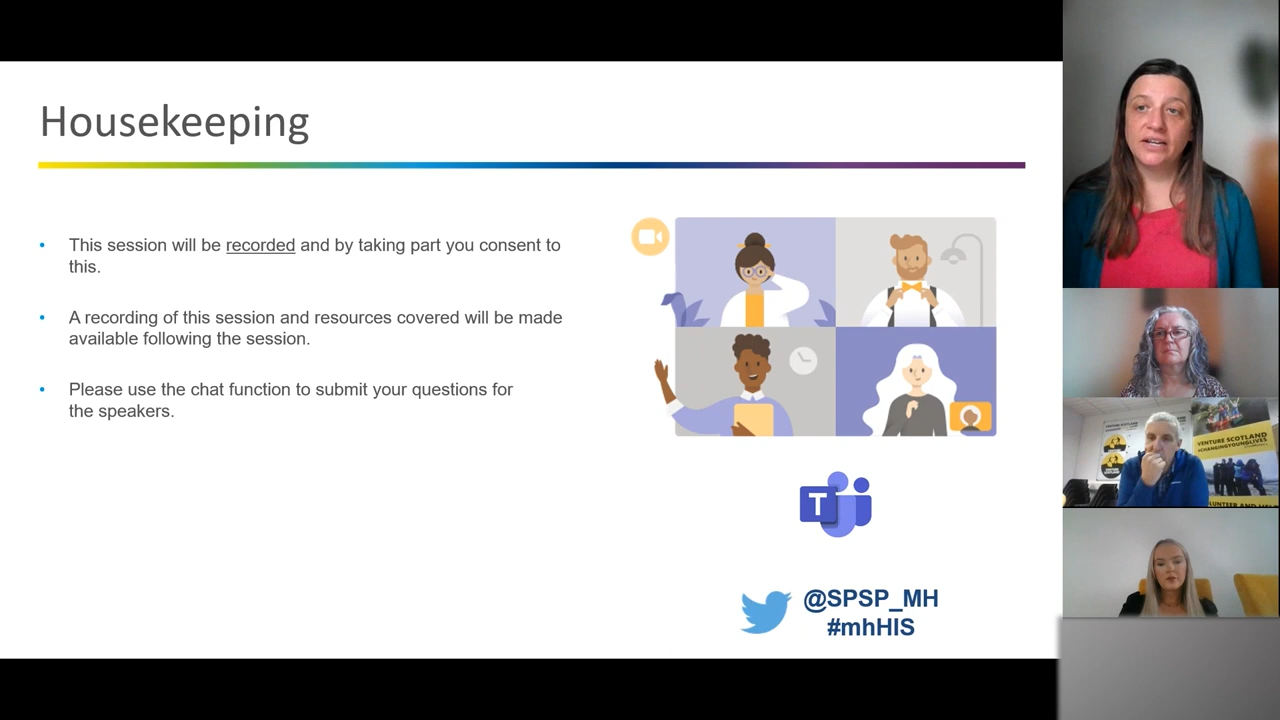 Housekeeping
• This session will be recorded and by taking part you consent to
this.
• A recording of this session and resources covered will be made
available following the session.
• Please use the chat function to submit your questions for
the speakers.
T
@SPSP_MH
#mhHIS
VENTURE SCOTLAND
#CHANGINGYOUNGLIVES